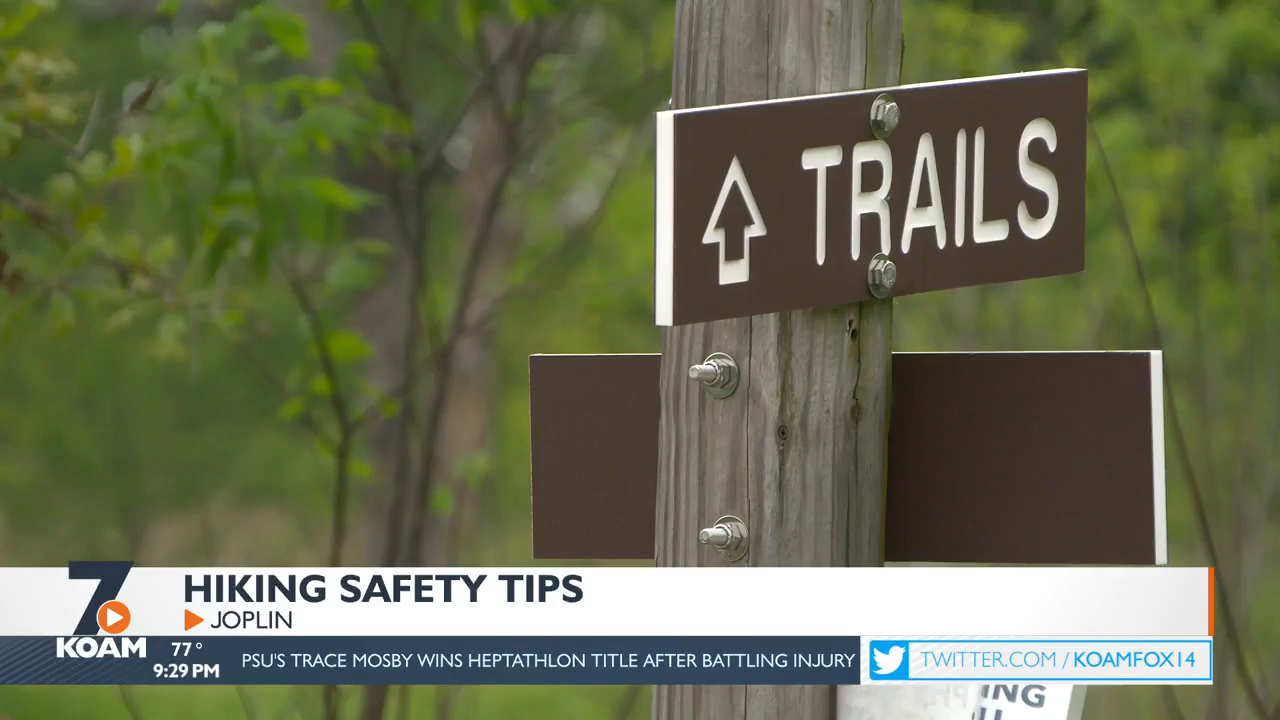 TRAILS
HIKING SAFETY TIPS
JOPLIN
7
KOAM
77°
9:29 PM
PSU'S TRACE MOSBY WINS HEPTATHLON TITLE AFTER BATTLING INJURY
TWITTER.COM / KOAMFOX14